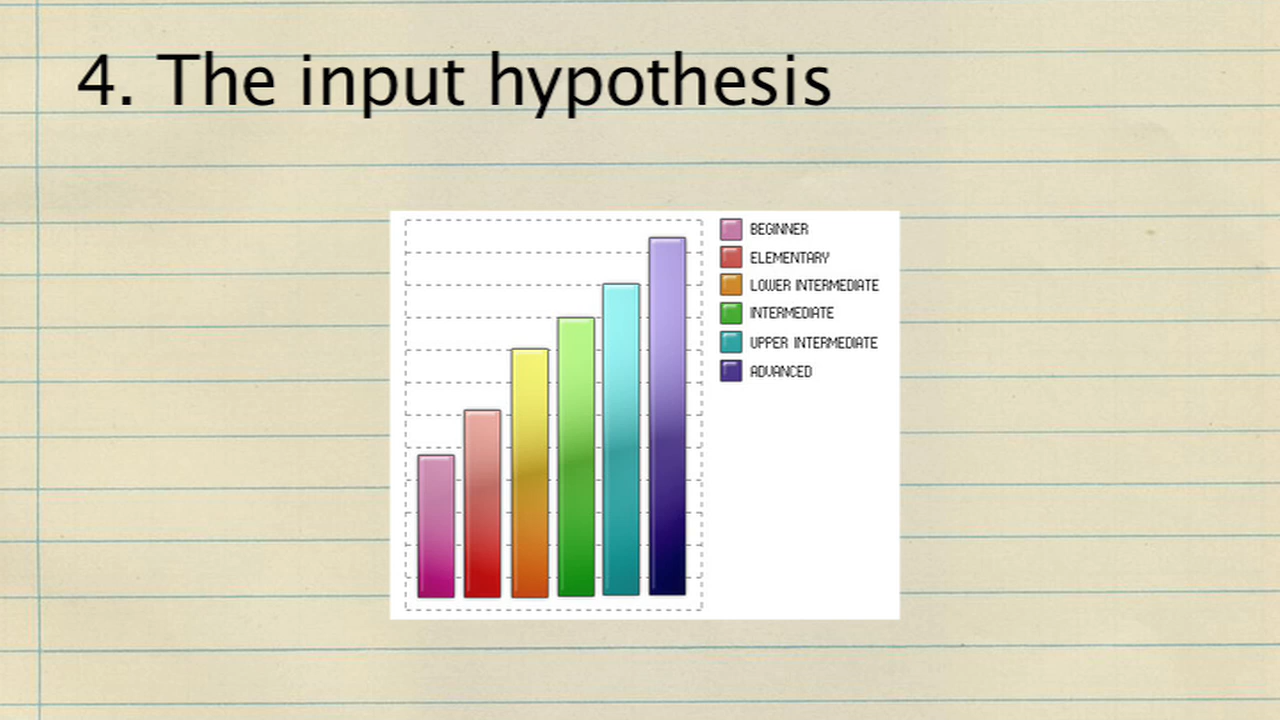 4. The input hypothesis
BEGINNER
ELEMENTARY
LOWER INTERMEDIATE
INTERMEDIATE
UPPER INTERMEDIATE
ADVANCED